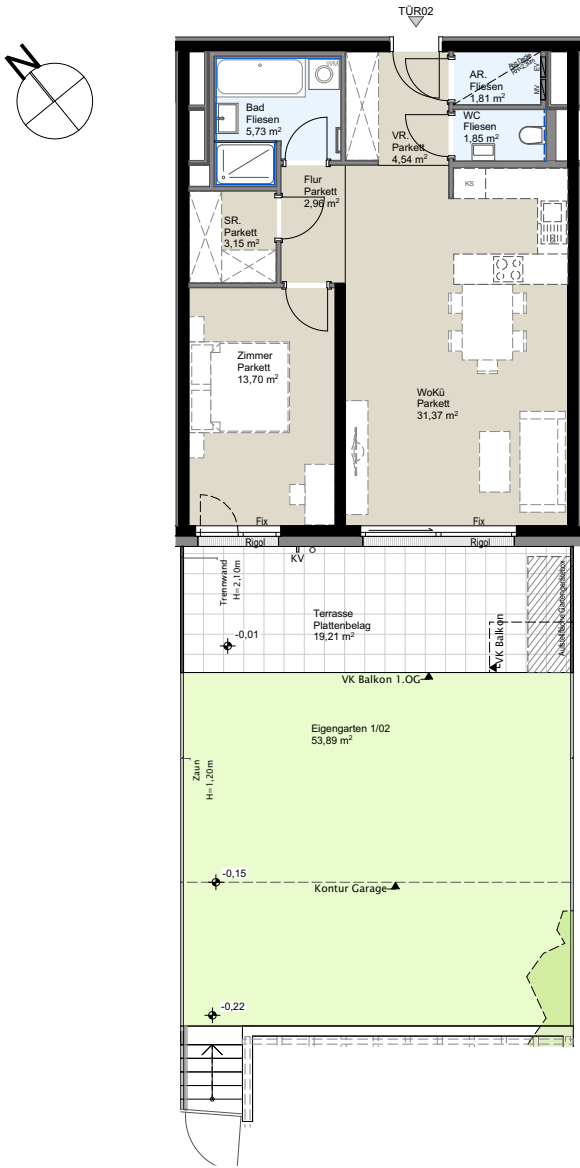 TÜR02
N
AR.
Fliesen
1,81 m²
EV
MV
WM
Bad
Fliesen
5,73 m²
WC
Fliesen
1,85 m²
VR.
Parkett
4,54 m²
Flur
Parkett
2,96 m²
KS
SR.
Parkett
3,15 m²
Zimmer
Parkett
13,70 m²
WoKü
Parkett
31,37 m²
Fix
Fix
Rigol
Rigol
KV
Trennwand
H=2,10m
Terrasse
Plattenbelag
19,21 m²
-0,01
VK Balkon
VK Balkon 1.OG
Eigengarten 1/02
53,89 m²
Zaun
H=1,20m
-0,15
Kontur Garage
-0,22